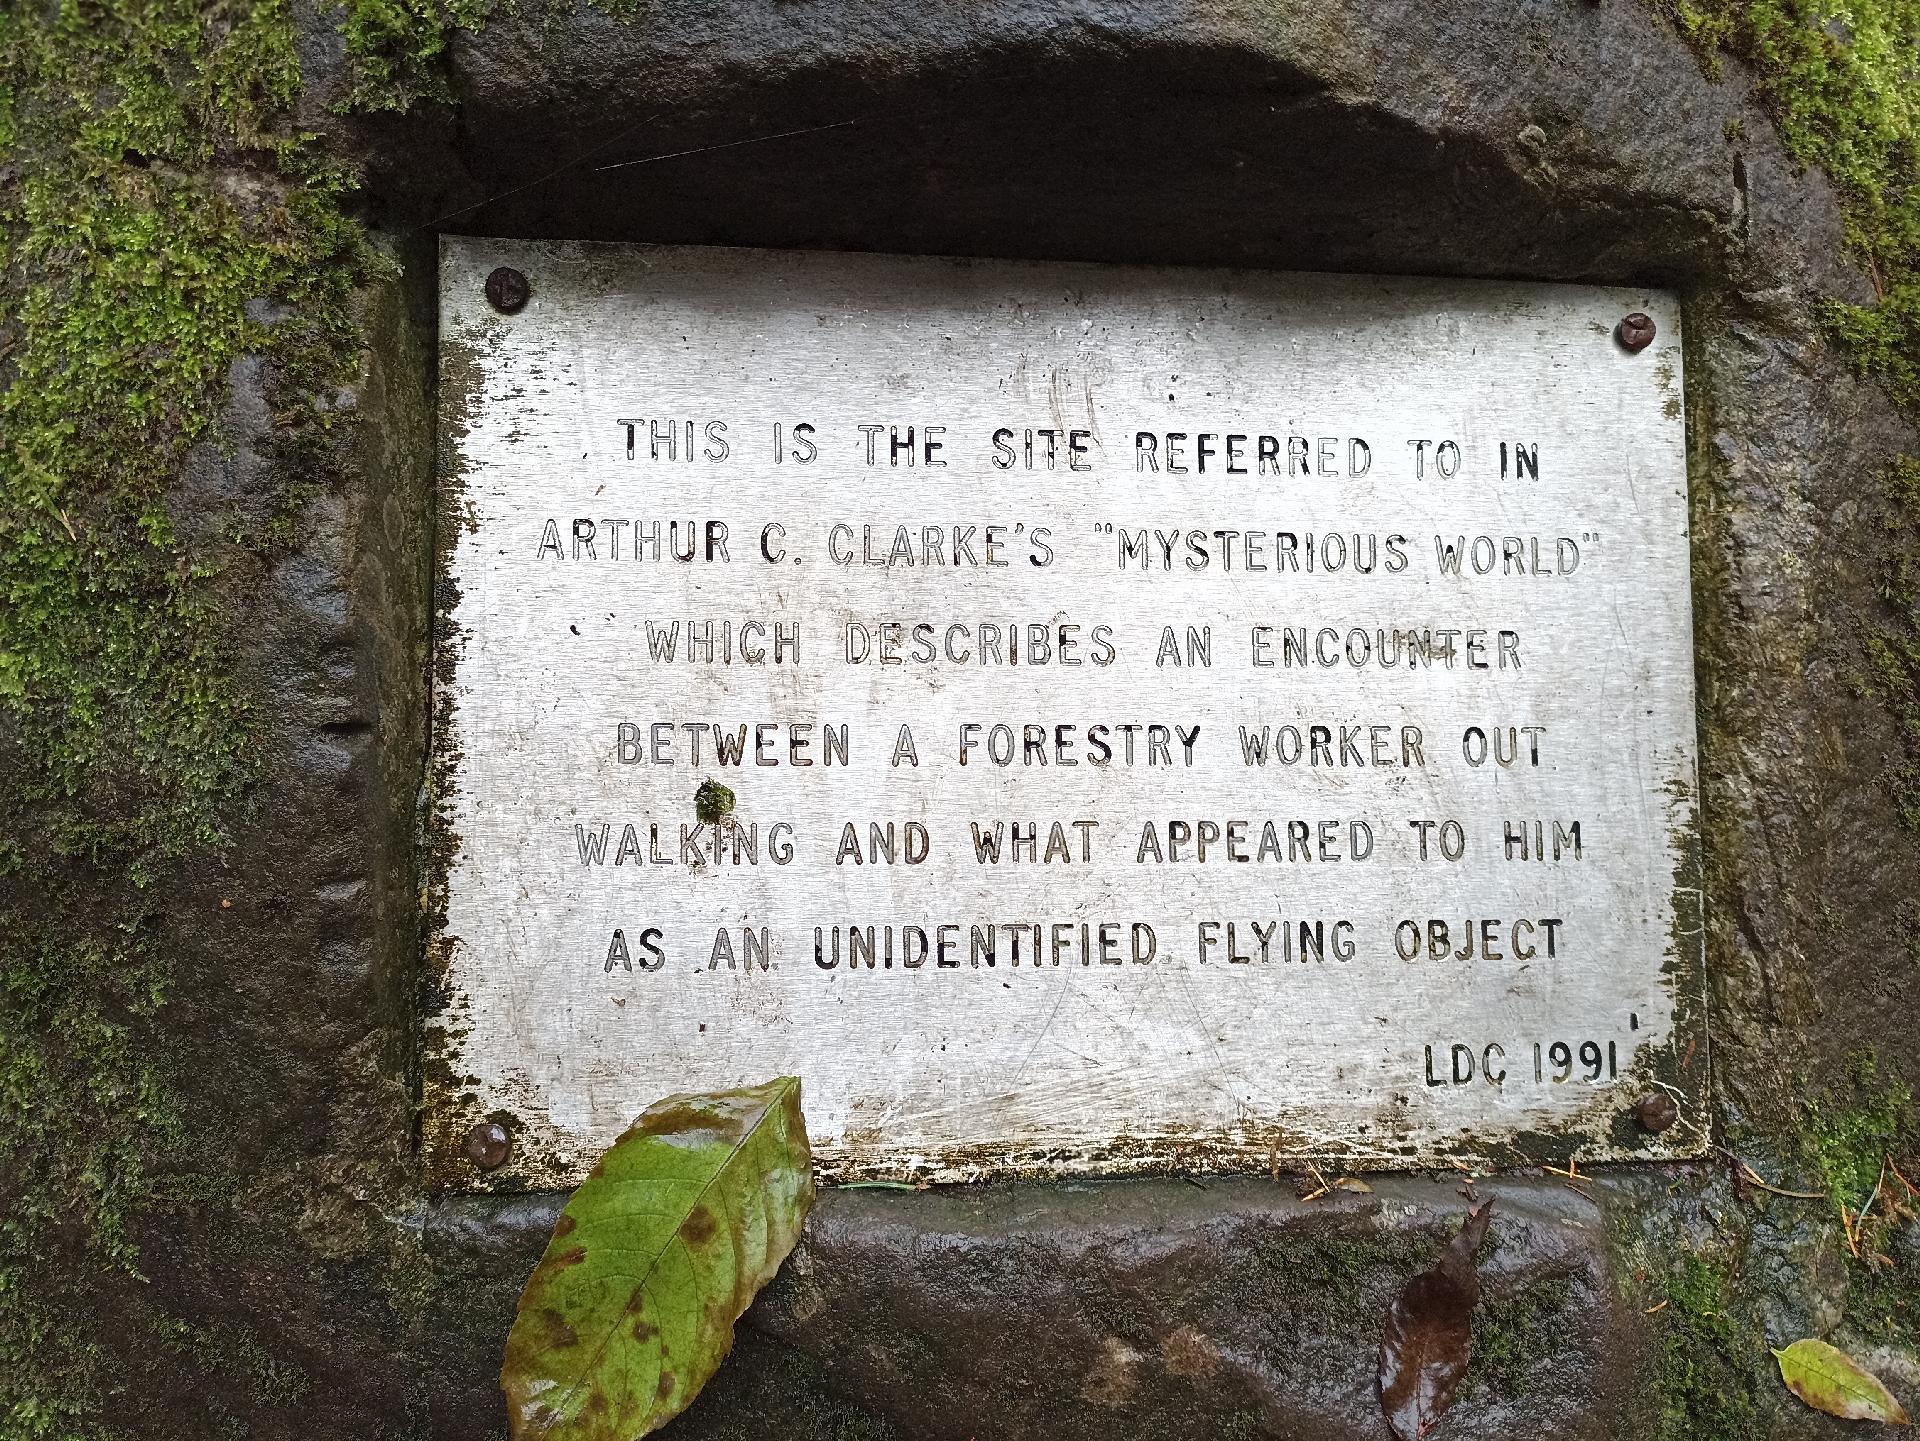 THIS IS THE SITE REFERRED TO IN
ARTHUR C. CLARKE'S "MYSTERIOUS WORLD"
WHICH DESCRIBES AN ENCOUNTER
BETWEEN A FORESTRY WORKER OUT
WALKING AND WHAT APPEARED TO HIM
AS AN UNIDENTIFIED FLYING OBJECT
LDC 1991